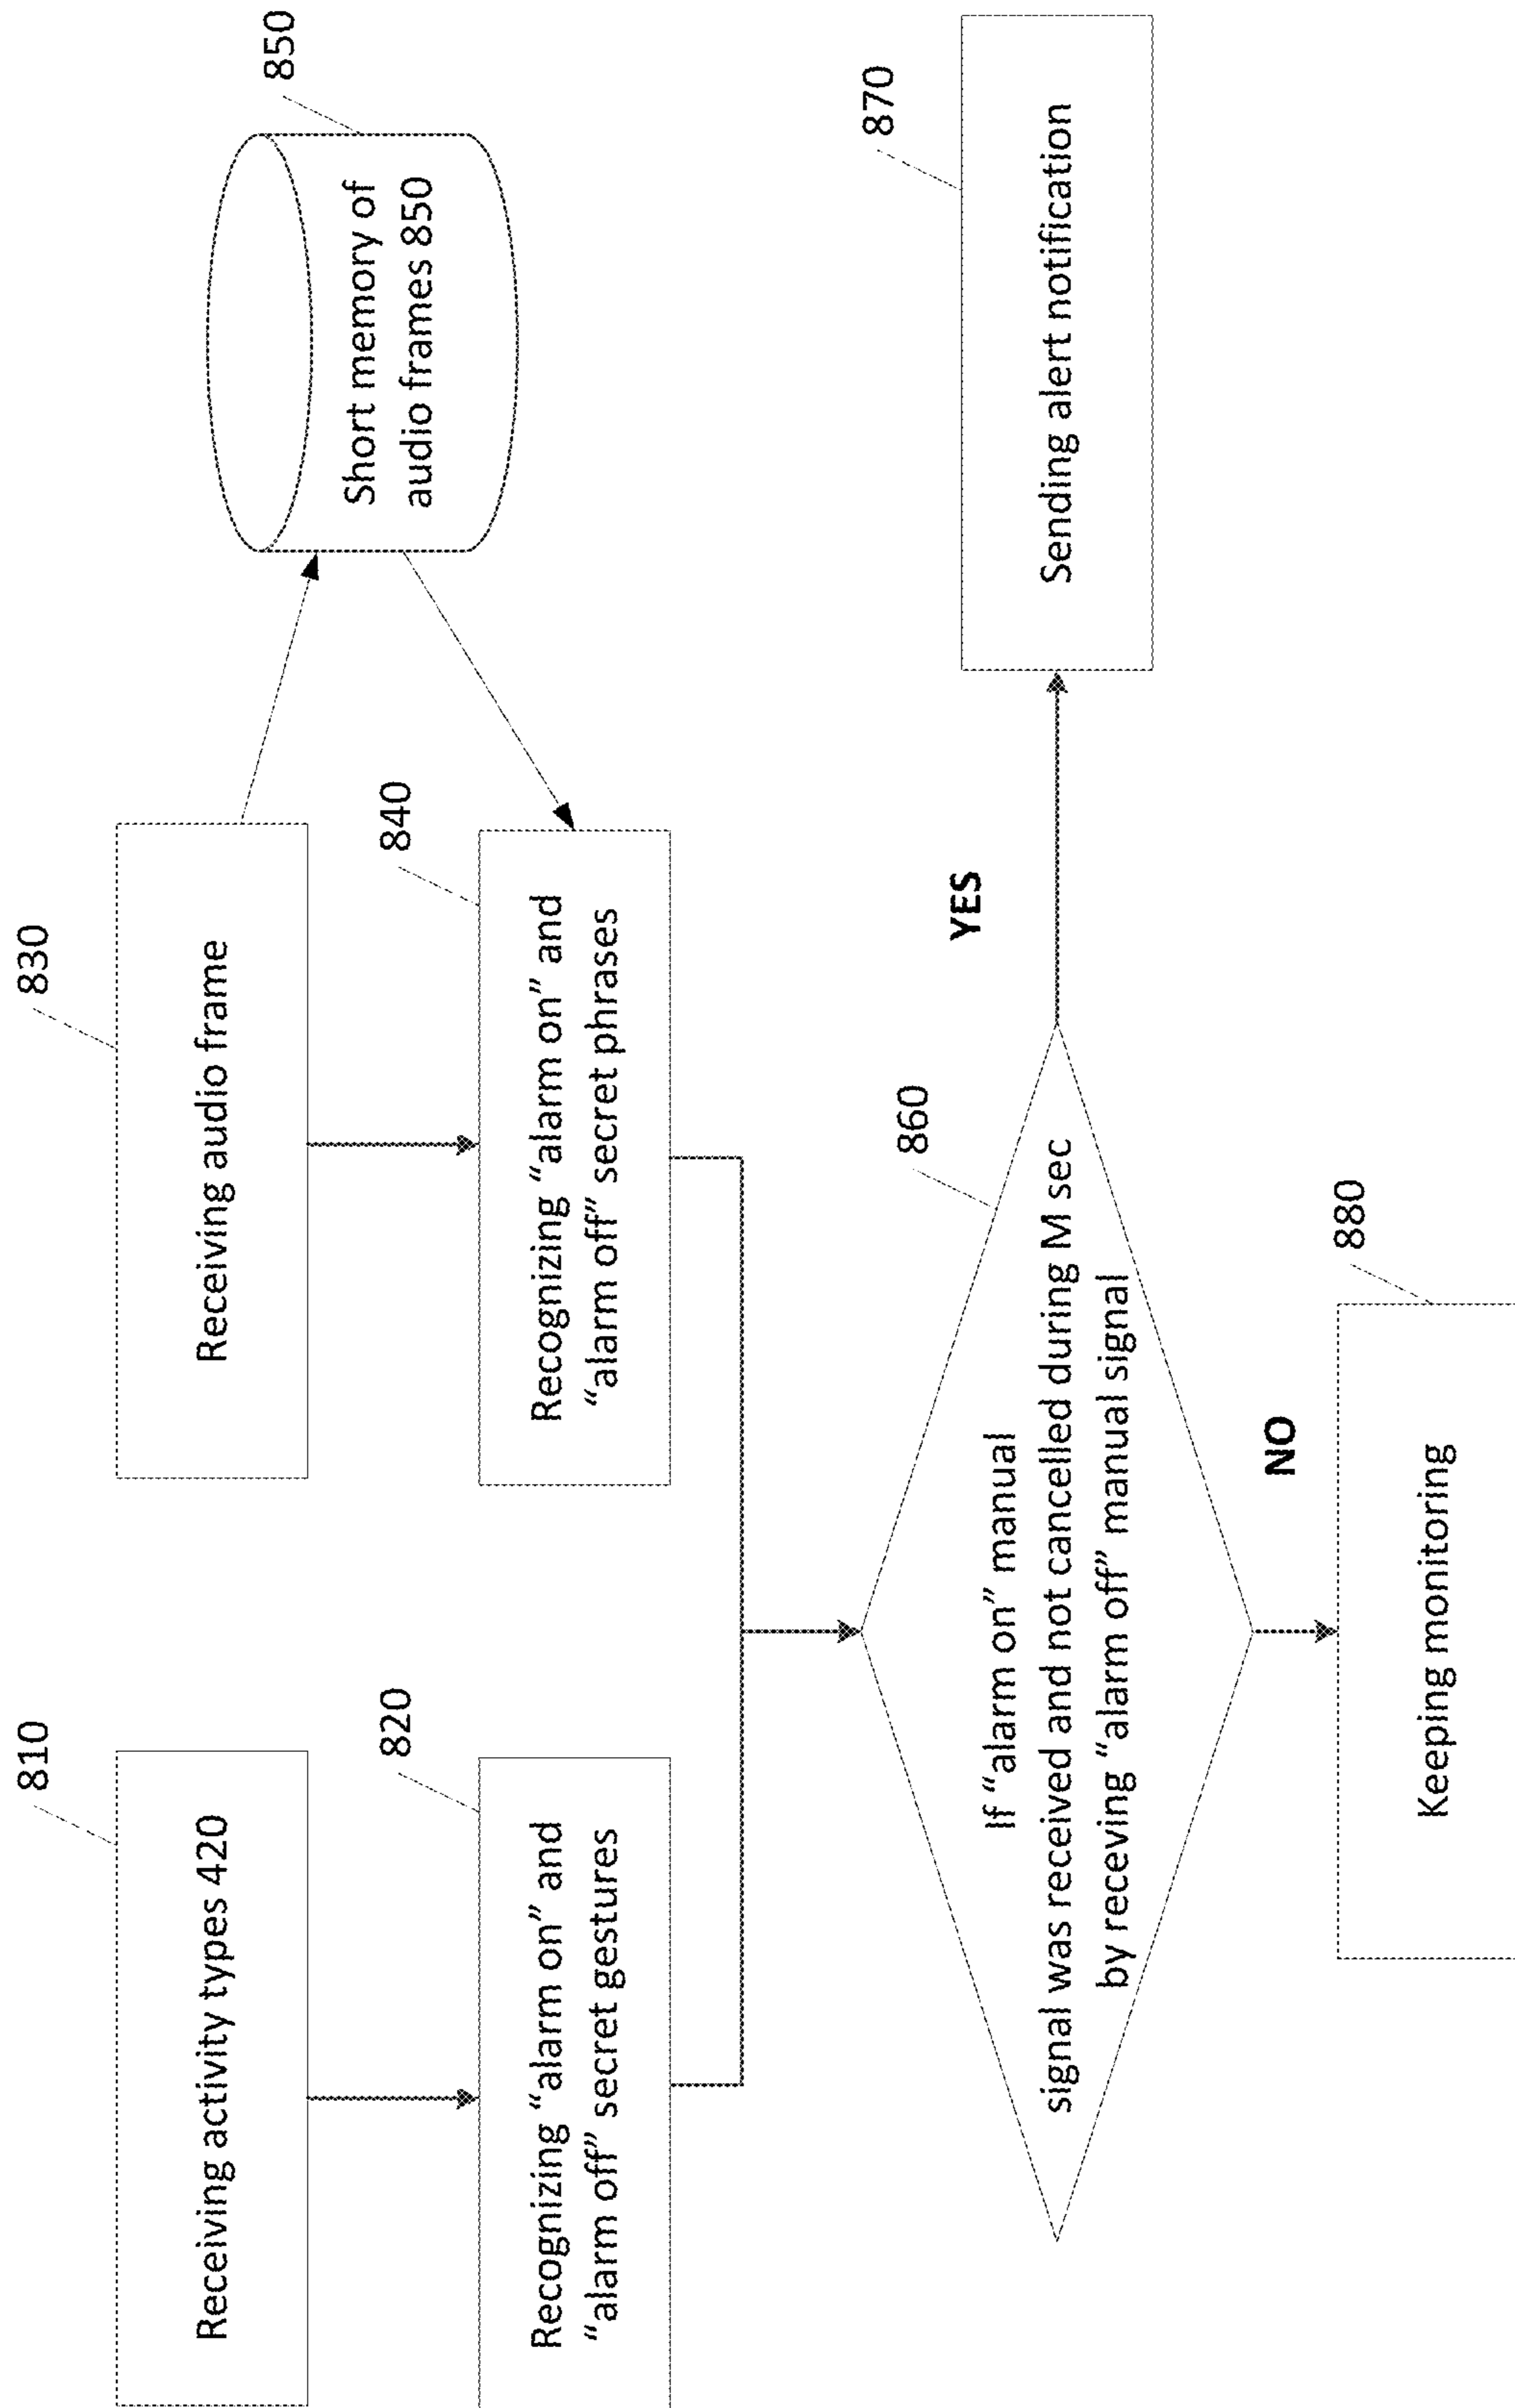 810
Receiving activity types 420
830
Receiving audio frame
850
Short memory of
audio frames 850
820
Recognizing “alarm on” and
“alarm off” secret gestures
840
Recognizing “alarm on” and
“alarm off” secret phrases
860
If “alarm on” manual
signal was received and not cancelled during M sec
by receving “alarm off” manual signal
YES
870
Sending alert notification
NO
880
Keeping monitoring